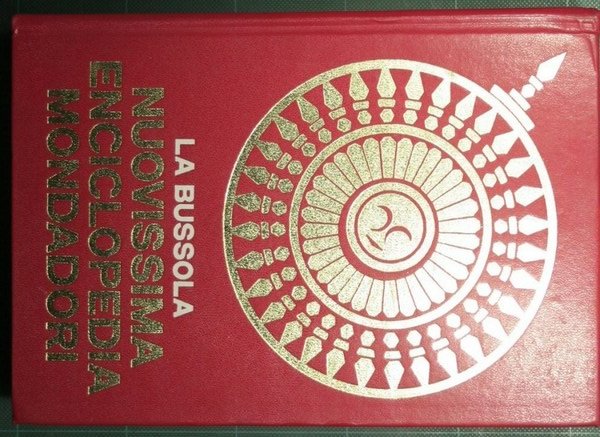 LA BUSSOLA
NUOVISSIMA
ENCICLOPEDIA
MONDADORI